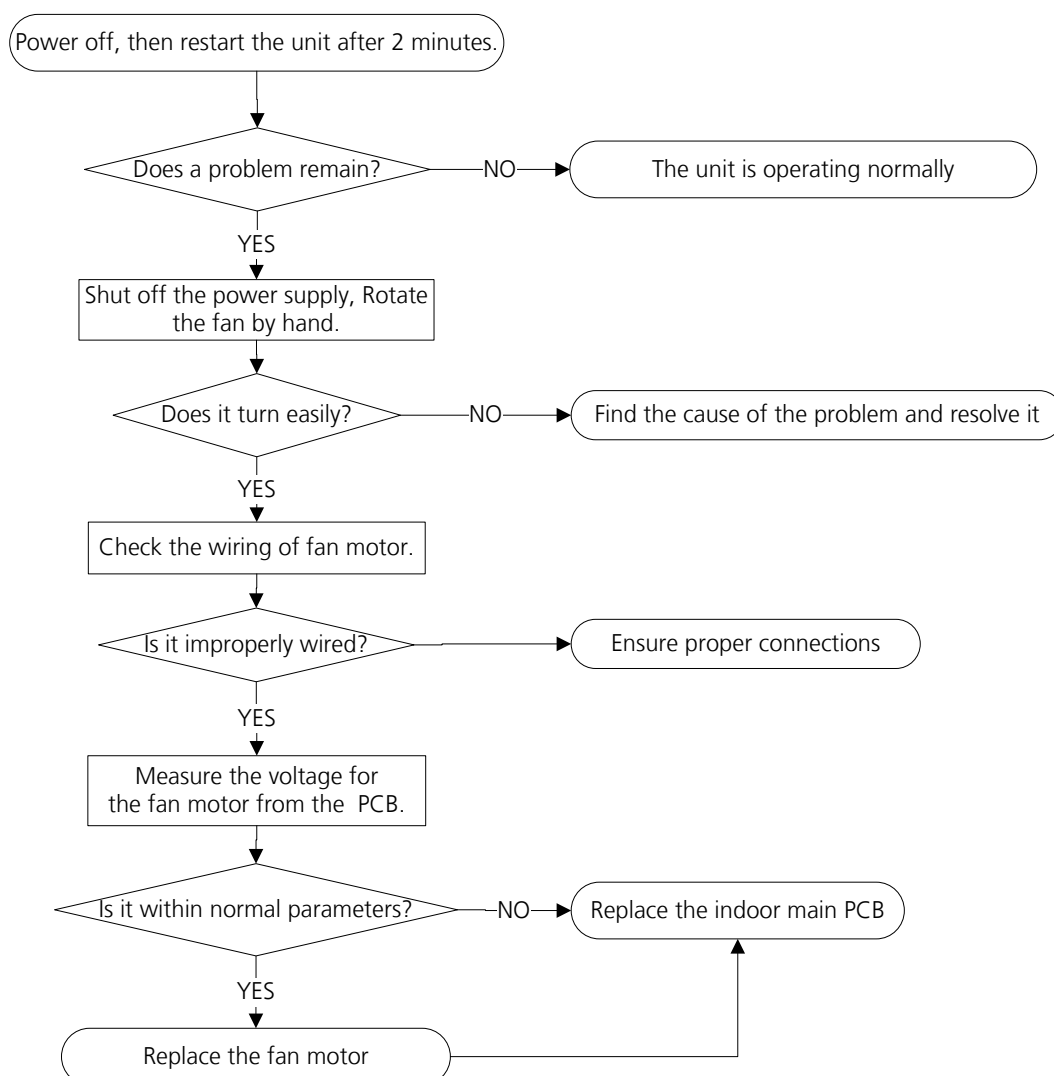 Power off, then restart the unit after 2 minutes.
Does a problem remain?
NO
The unit is operating normally
YES
Shut off the power supply, Rotate
the fan by hand.
Does it turn easily?
NO
Find the cause of the problem and resolve it
YES
Check the wiring of fan motor.
Is it improperly wired?
Ensure proper connections
YES
Measure the voltage for
the fan motor from the PCB.
Is it within normal parameters?
NO
Replace the indoor main PCB
YES
Replace the fan motor